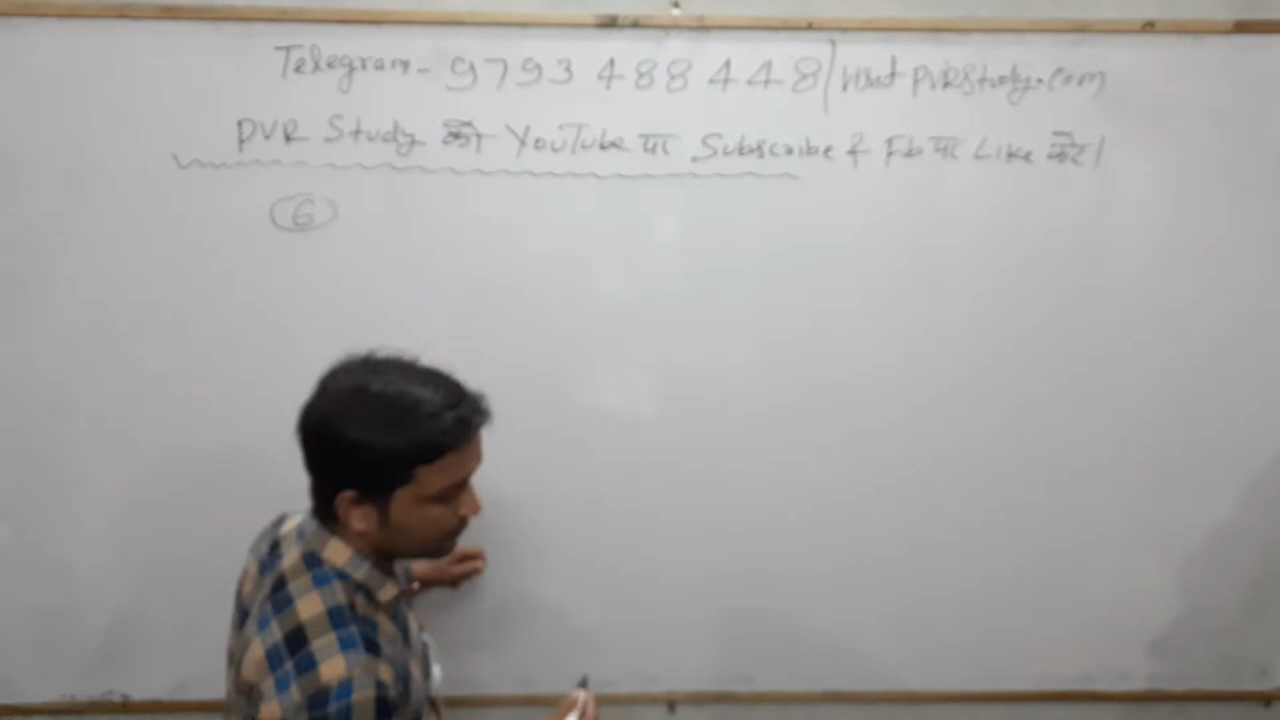 Telegram- 9793 488 448/Visit PVRStudy.com
PVR Study को YouTube पर Subscribe & Fb पर Like करें।
6